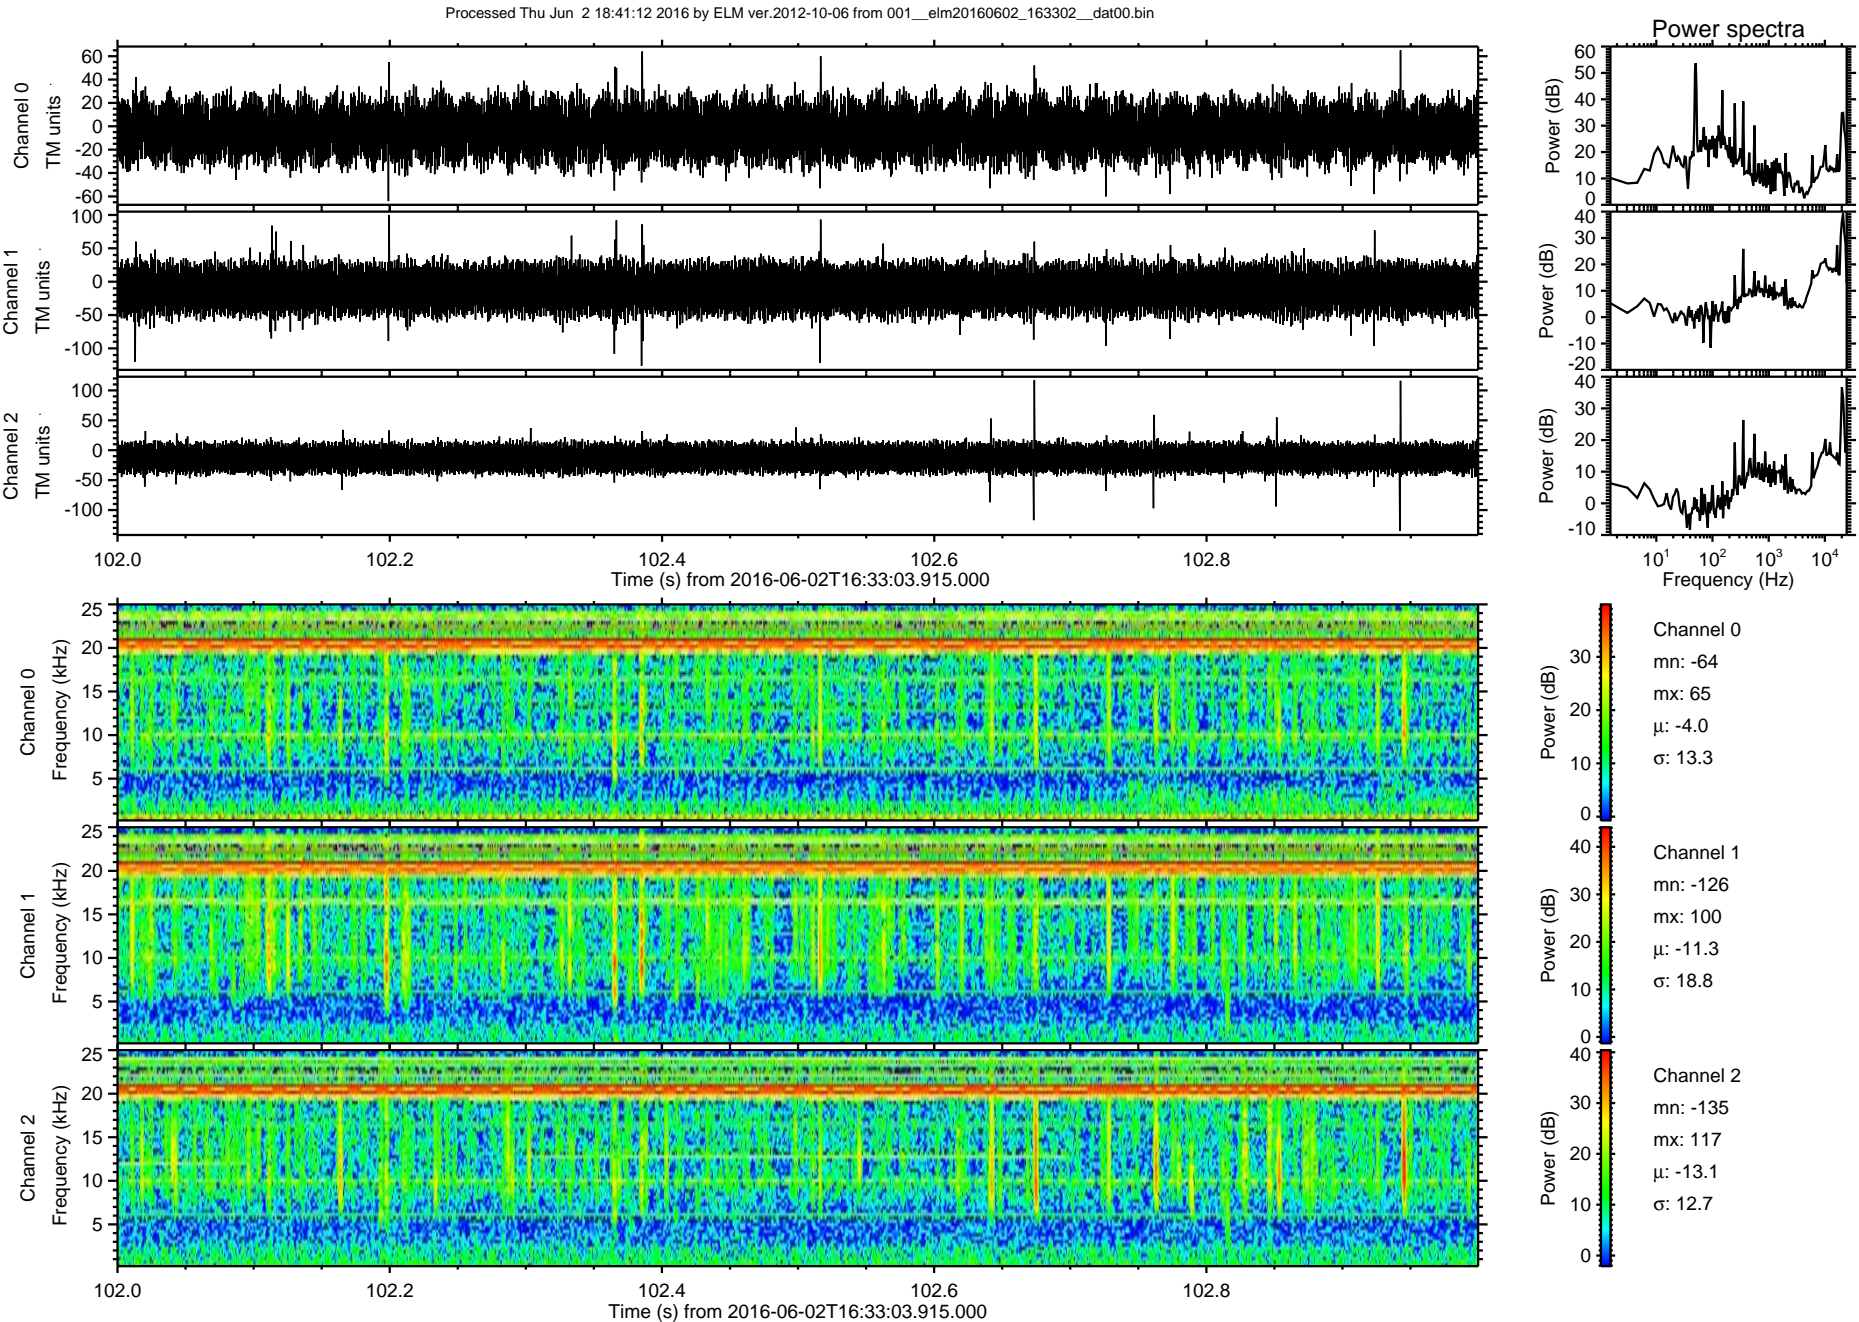 Processed Thu Jun  2 18:41:12 2016 by ELM ver.2012-10-06 from 001__elm20160602_163302__dat00.bin
Power spectra
Channel 0
TM units
60
40
20
0
-20
-40
-60
Power (dB)
60
50
40
30
20
10
0
Channel 1
TM units
100
50
0
-50
-100
Power (dB)
40
30
20
10
0
-10
-20
Channel 2
TM units
100
50
0
-50
-100
Power (dB)
40
30
20
10
0
-10
102.0 102.2 102.4 102.6 102.8
Time (s) from 2016-06-02T16:33:03.915.000
10^1 10^2 10^3 10^4
Frequency (Hz)
Channel 0
Frequency (kHz)
25
20
15
10
5
Power (dB)
30
20
10
0
Channel 0
mn: -64
mx: 65
μ: -4.0
σ: 13.3
Channel 1
Frequency (kHz)
25
20
15
10
5
Power (dB)
40
30
20
10
0
Channel 1
mn: -126
mx: 100
μ: -11.3
σ: 18.8
Channel 2
Frequency (kHz)
25
20
15
10
5
Power (dB)
40
30
20
10
0
Channel 2
mn: -135
mx: 117
μ: -13.1
σ: 12.7
102.0 102.2 102.4 102.6 102.8
Time (s) from 2016-06-02T16:33:03.915.000